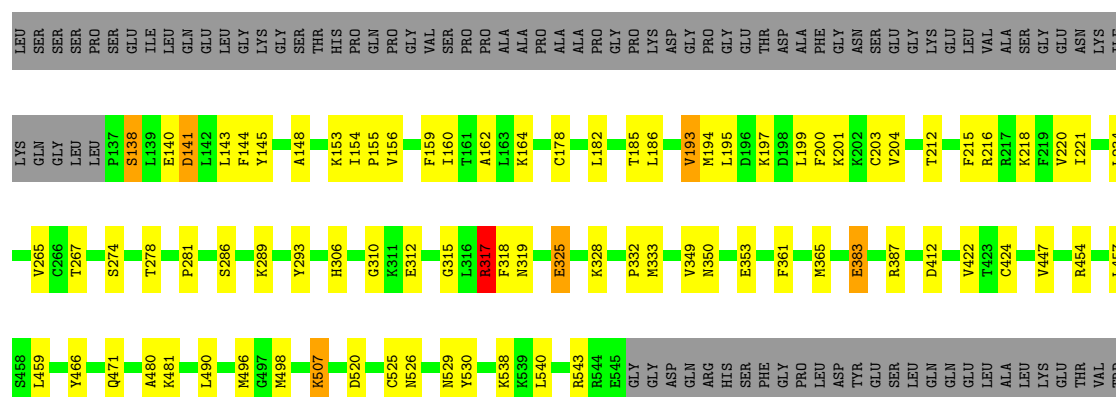 LEU SER SER SER PRO SER GLU ILE LEU GLN GLU LEU GLY LYS GLY SER THR HIS PRO GLN PRO GLY VAL SER PRO PRO ALA ALA PRO ALA ALA PRO GLY PRO LYS ASP GLY PRO GLY GLU THR ASP ALA PHE GLY ASN SER GLU GLY LYS GLU LEU VAL ALA SER GLY GLU ASN LYS
LYS GLN GLY LEU LEU P137 S138 L139 E140 D141 L142 L143 F144 Y145 A148 K153 I154 P155 V156 F159 I160 T161 A162 L163 K164 C178 L182 T185 L186 V193 M194 L195 D196 K197 D198 L199 F200 K201 K202 C203 V204 T212 F215 R216 R217 K218 F219 V220 I221
V265 C266 T267 S274 T278 P281 S286 K289 Y293 H306 G310 K311 E312 G315 L316 R317 F318 N319 E325 K328 P332 M333 V349 N350 E353 F361 M365 E383 R387 D412 V422 T423 C424 V447 R454
S458 L459 Y466 Q471 A480 K481 L490 M496 G497 M498 K507 D520 C525 N526 N529 Y530 K538 K539 L540 R543 R544 E545 GLY GLY ASP GLN ARG HIS SER PHE GLY PRO LEU ASP TYR GLU SER LEU GLN GLN GLU LEU ALA LEU LYS GLU THR VAL